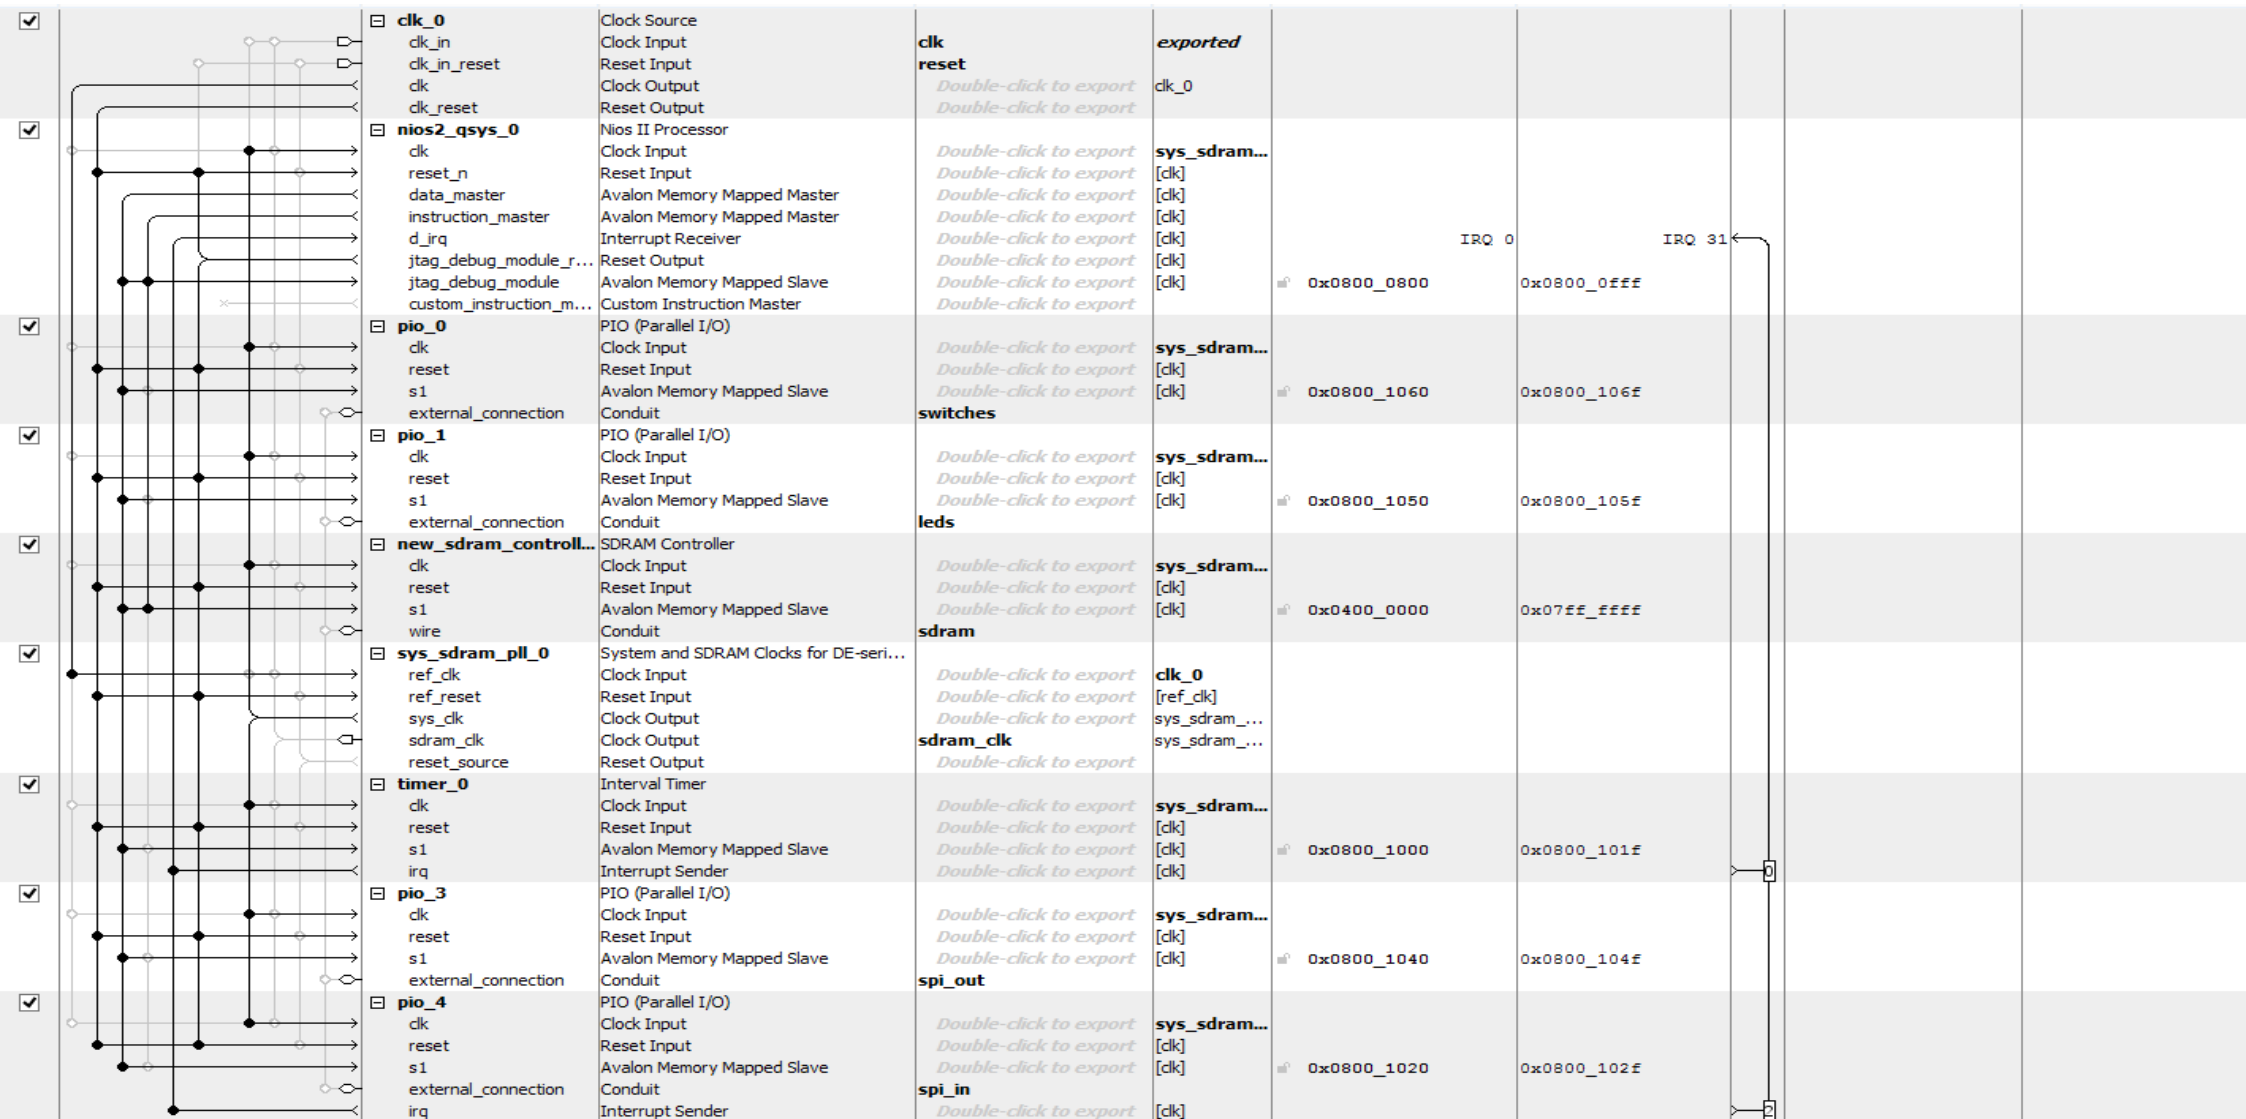 clk_0 Clock Source
clk_in Clock Input clk exported
clk_in_reset Reset Input reset
clk Clock Output Double-click to export clk_0
clk_reset Reset Output Double-click to export
nios2_qsys_0 Nios II Processor
clk Clock Input Double-click to export sys_sdram...
reset_n Reset Input Double-click to export [clk]
data_master Avalon Memory Mapped Master Double-click to export [clk]
instruction_master Avalon Memory Mapped Master Double-click to export [clk]
d_irq Interrupt Receiver Double-click to export [clk] IRQ 0 IRQ 31
jtag_debug_module_r... Reset Output Double-click to export [clk]
jtag_debug_module Avalon Memory Mapped Slave Double-click to export [clk] 0x0800_0800 0x0800_0fff
custom_instruction_m... Custom Instruction Master Double-click to export
pio_0 PIO (Parallel I/O)
clk Clock Input Double-click to export sys_sdram...
reset Reset Input Double-click to export [clk]
s1 Avalon Memory Mapped Slave Double-click to export [clk] 0x0800_1060 0x0800_106f
external_connection Conduit switches
pio_1 PIO (Parallel I/O)
clk Clock Input Double-click to export sys_sdram...
reset Reset Input Double-click to export [clk]
s1 Avalon Memory Mapped Slave Double-click to export [clk] 0x0800_1050 0x0800_105f
external_connection Conduit leds
new_sdram_controll... SDRAM Controller
clk Clock Input Double-click to export sys_sdram...
reset Reset Input Double-click to export [clk]
s1 Avalon Memory Mapped Slave Double-click to export [clk] 0x0400_0000 0x07ff_ffff
wire Conduit sdram
sys_sdram_pll_0 System and SDRAM Clocks for DE-seri...
ref_clk Clock Input Double-click to export clk_0
ref_reset Reset Input Double-click to export [ref_clk]
sys_clk Clock Output Double-click to export sys_sdram_...
sdram_clk Clock Output sdram_clk sys_sdram_...
reset_source Reset Output Double-click to export
timer_0 Interval Timer
clk Clock Input Double-click to export sys_sdram...
reset Reset Input Double-click to export [clk]
s1 Avalon Memory Mapped Slave Double-click to export [clk] 0x0800_1000 0x0800_101f
irq Interrupt Sender Double-click to export [clk] 0
pio_3 PIO (Parallel I/O)
clk Clock Input Double-click to export sys_sdram...
reset Reset Input Double-click to export [clk]
s1 Avalon Memory Mapped Slave Double-click to export [clk] 0x0800_1040 0x0800_104f
external_connection Conduit spi_out
pio_4 PIO (Parallel I/O)
clk Clock Input Double-click to export sys_sdram...
reset Reset Input Double-click to export [clk]
s1 Avalon Memory Mapped Slave Double-click to export [clk] 0x0800_1020 0x0800_102f
external_connection Conduit spi_in
irq Interrupt Sender Double-click to export [clk] 2